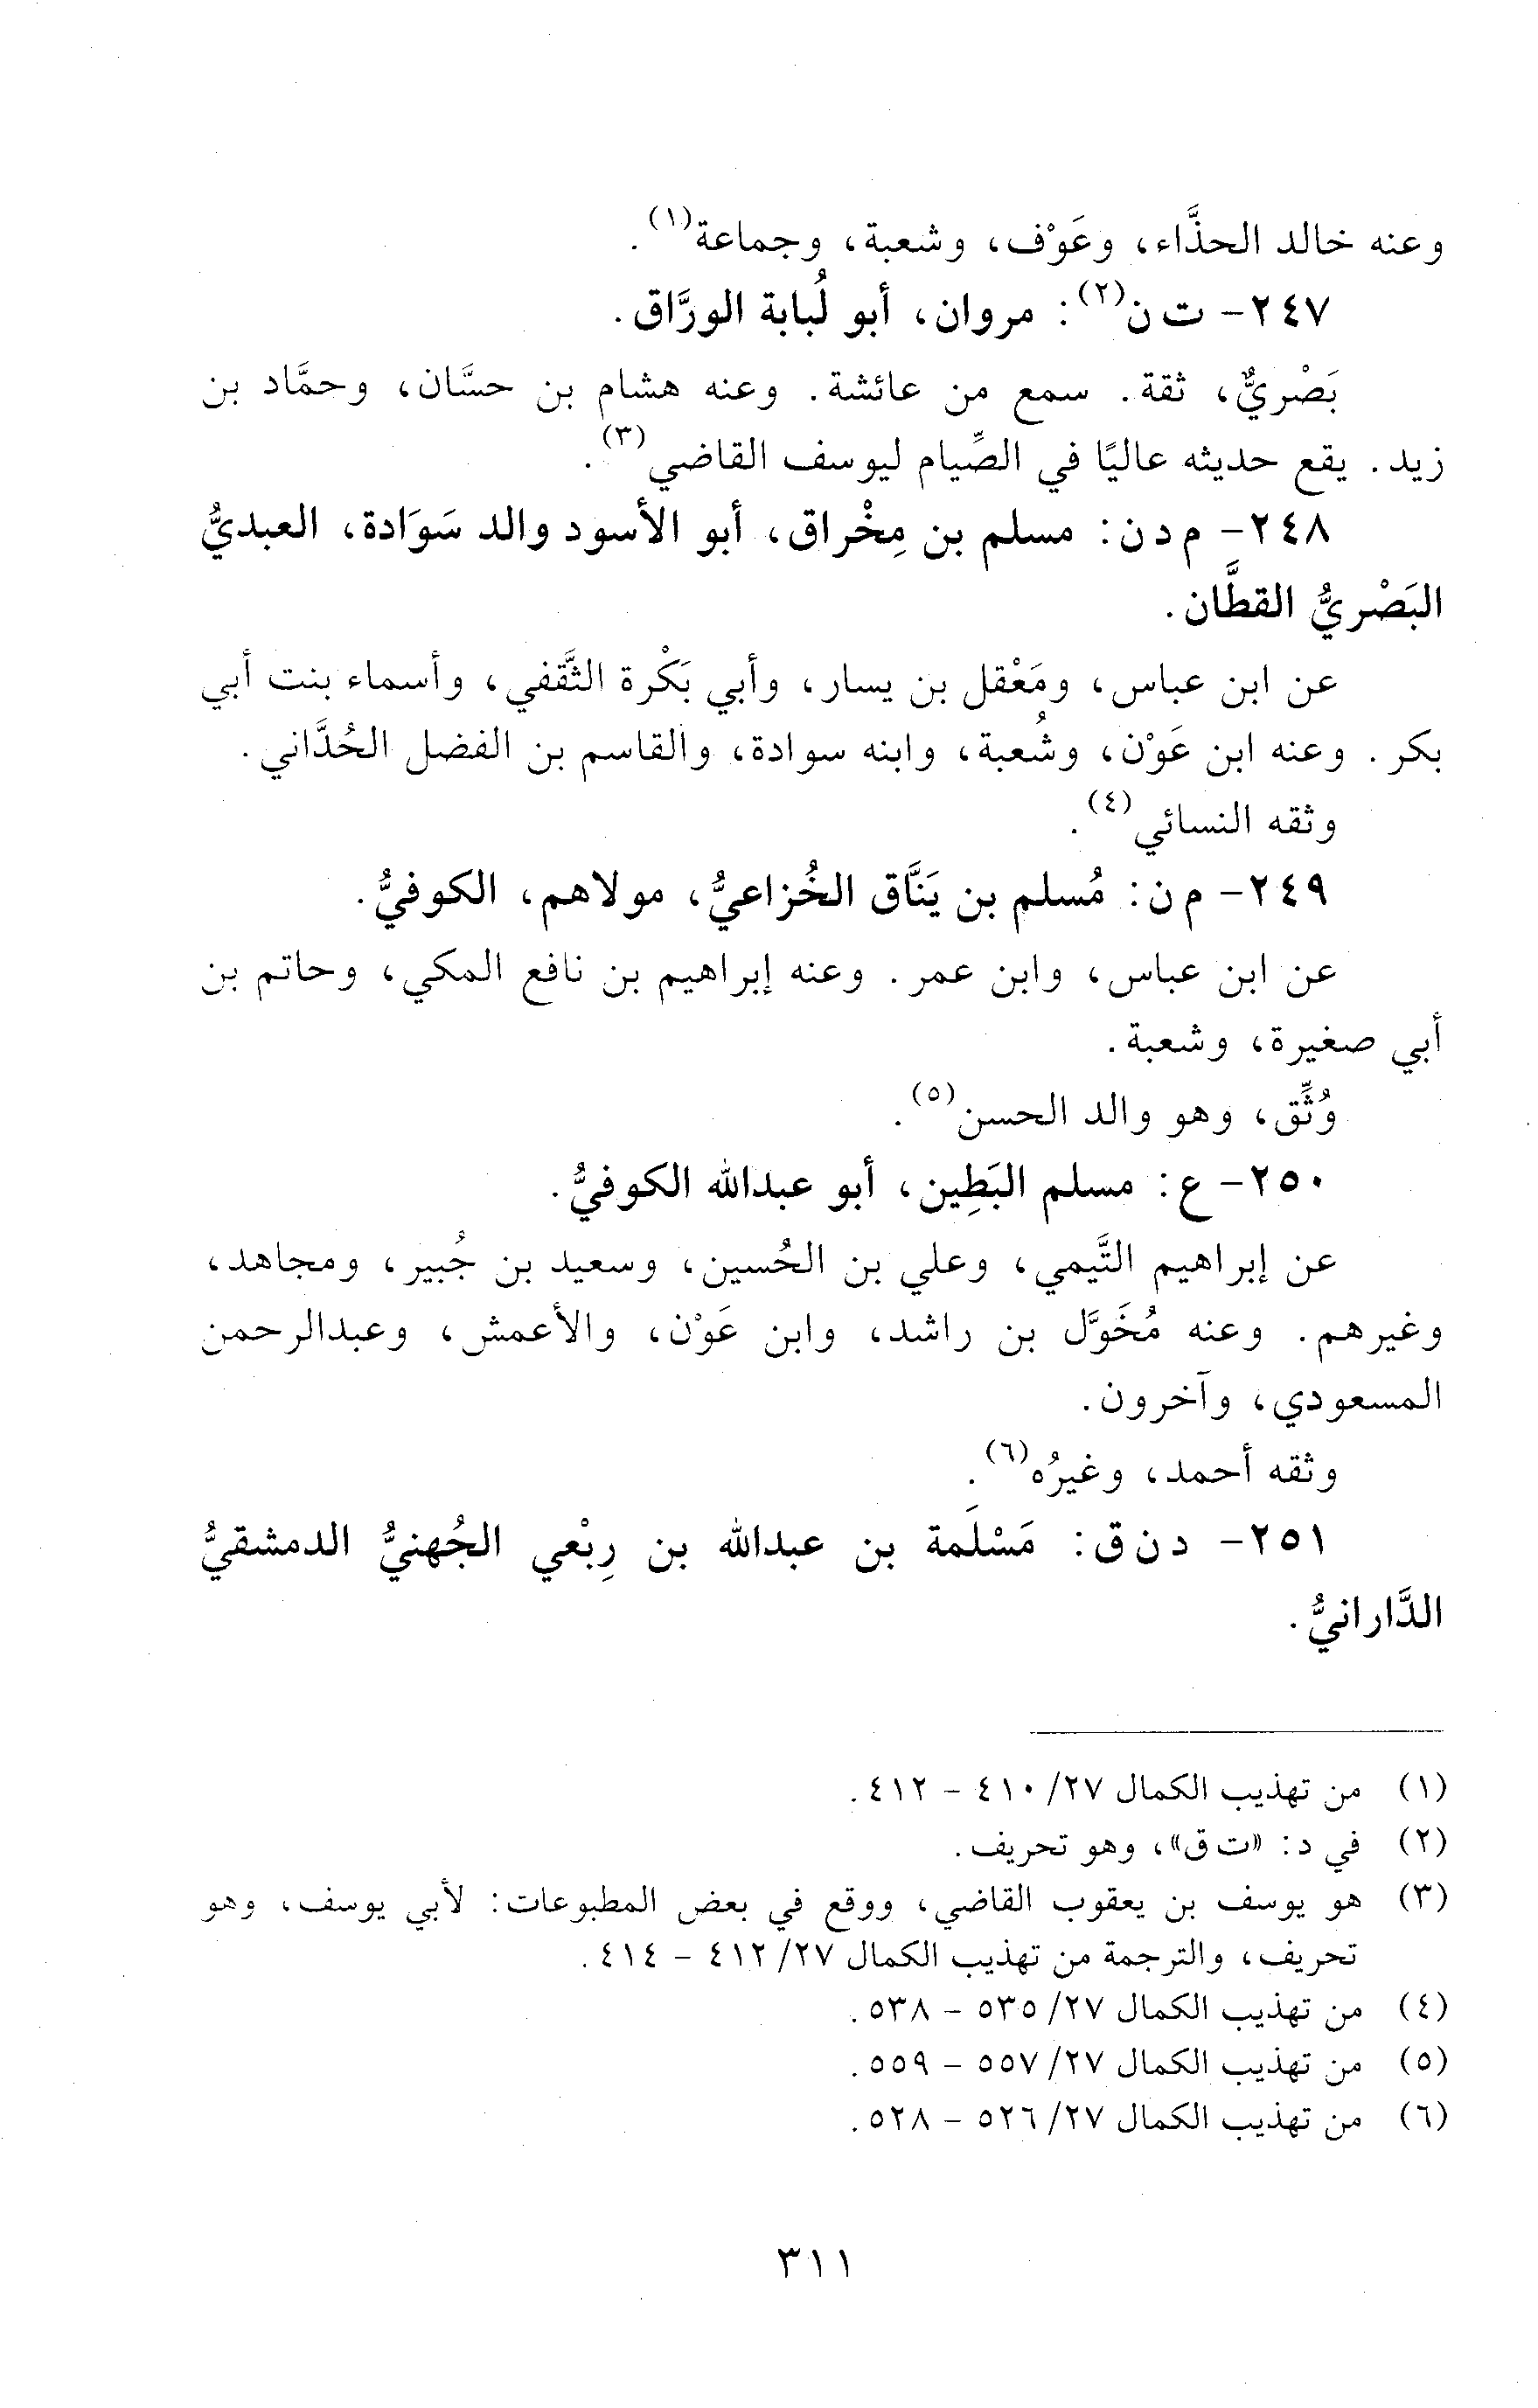 وعنه خالد الحذَّاء، وعَوْف، وشعبة، وجماعة(١).
٢٤٧- ت ن(٢): مروان، أبو لُبابة الورَّاق.
بَصْريٌّ، ثقة. سمع من عائشة. وعنه هشام بن حسَّان، وحمَّاد بن
زيد. يقع حديثه عاليًا في الصِّيام ليوسف القاضي(٣).
٢٤٨- م د ن: مسلم بن مِخْراق، أبو الأسود والد سَوَادة، العبديُّ
البَصْريُّ القطَّان.
عن ابن عباس، ومَعْقل بن يسار، وأبي بَكْرة الثَّقفي، وأسماء بنت أبي
بكر. وعنه ابن عَوْن، وشُعبة، وابنه سوادة، والقاسم بن الفضل الحُدَّاني.
وثقه النسائي(٤).
٢٤٩- م ن: مُسلم بن يَنَّاق الخُزاعيُّ، مولاهم، الكوفيُّ.
عن ابن عباس، وابن عمر. وعنه إبراهيم بن نافع المكي، وحاتم بن
أبي صغيرة، وشعبة.
وُثِّق، وهو والد الحسن(٥).
٢٥٠- ع: مسلم البَطِين، أبو عبدالله الكوفيُّ.
عن إبراهيم التَّيمي، وعلي بن الحُسين، وسعيد بن جُبير، ومجاهد،
وغيرهم. وعنه مُخَوَّل بن راشد، وابن عَوْن، والأعمش، وعبدالرحمن
المسعودي، وآخرون.
وثقه أحمد، وغيرُه(٦).
٢٥١- د ن ق: مَسْلَمة بن عبدالله بن رِبْعي الجُهنيُّ الدمشقيُّ
الدَّارانيُّ.
(١) من تهذيب الكمال ٢٧/ ٤١٠ - ٤١٢.
(٢) في د: «ت ق»، وهو تحريف.
(٣) هو يوسف بن يعقوب القاضي، ووقع في بعض المطبوعات: لأبي يوسف، وهو
تحريف، والترجمة من تهذيب الكمال ٢٧/ ٤١٢ - ٤١٤.
(٤) من تهذيب الكمال ٢٧/ ٥٣٥ - ٥٣٨.
(٥) من تهذيب الكمال ٢٧/ ٥٥٧ - ٥٥٩.
(٦) من تهذيب الكمال ٢٧/ ٥٢٦ - ٥٢٨.
٣١١